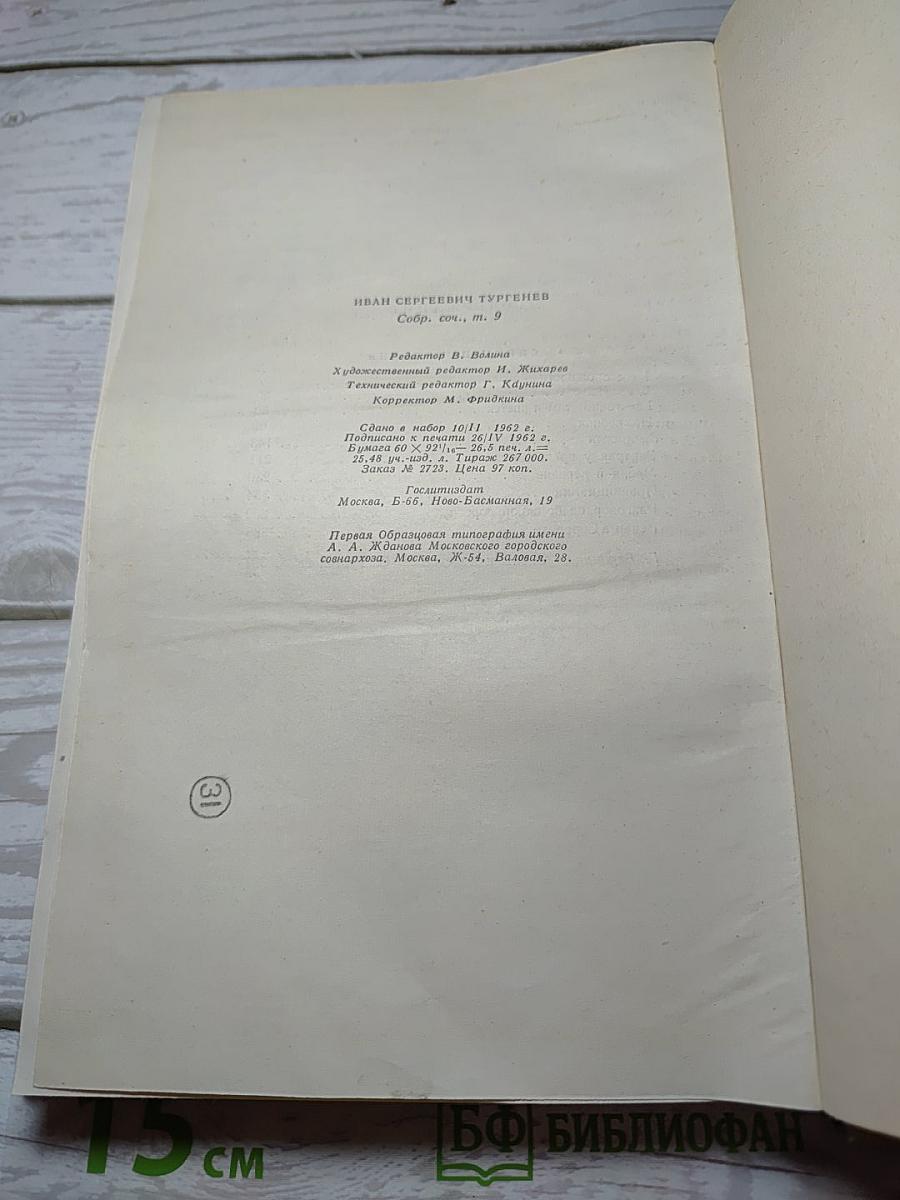 ИВАН СЕРГЕЕВИЧ ТУРГЕНЕВ
Собр. соч., т. 9
Редактор В. Волина
Художественный редактор И. Жихарев
Технический редактор Г. Каунина
Корректор М. Фридкина
Сдано в набор 10/II 1962 г.
Подписано к печати 26/IV 1962 г.
Бумага 60 × 92¹/₁₆— 26,5 печ. л.=
25,48 уч.-изд. л. Тираж 267 000.
Заказ № 2723. Цена 97 коп.
Гослитиздат
Москва, Б-66, Ново-Басманная, 19
Первая Образцовая типография имени
А. А. Жданова Московского городского
совнархоза. Москва, Ж-54, Валовая, 28.
31
15 см
БФ БИБЛИОФАН